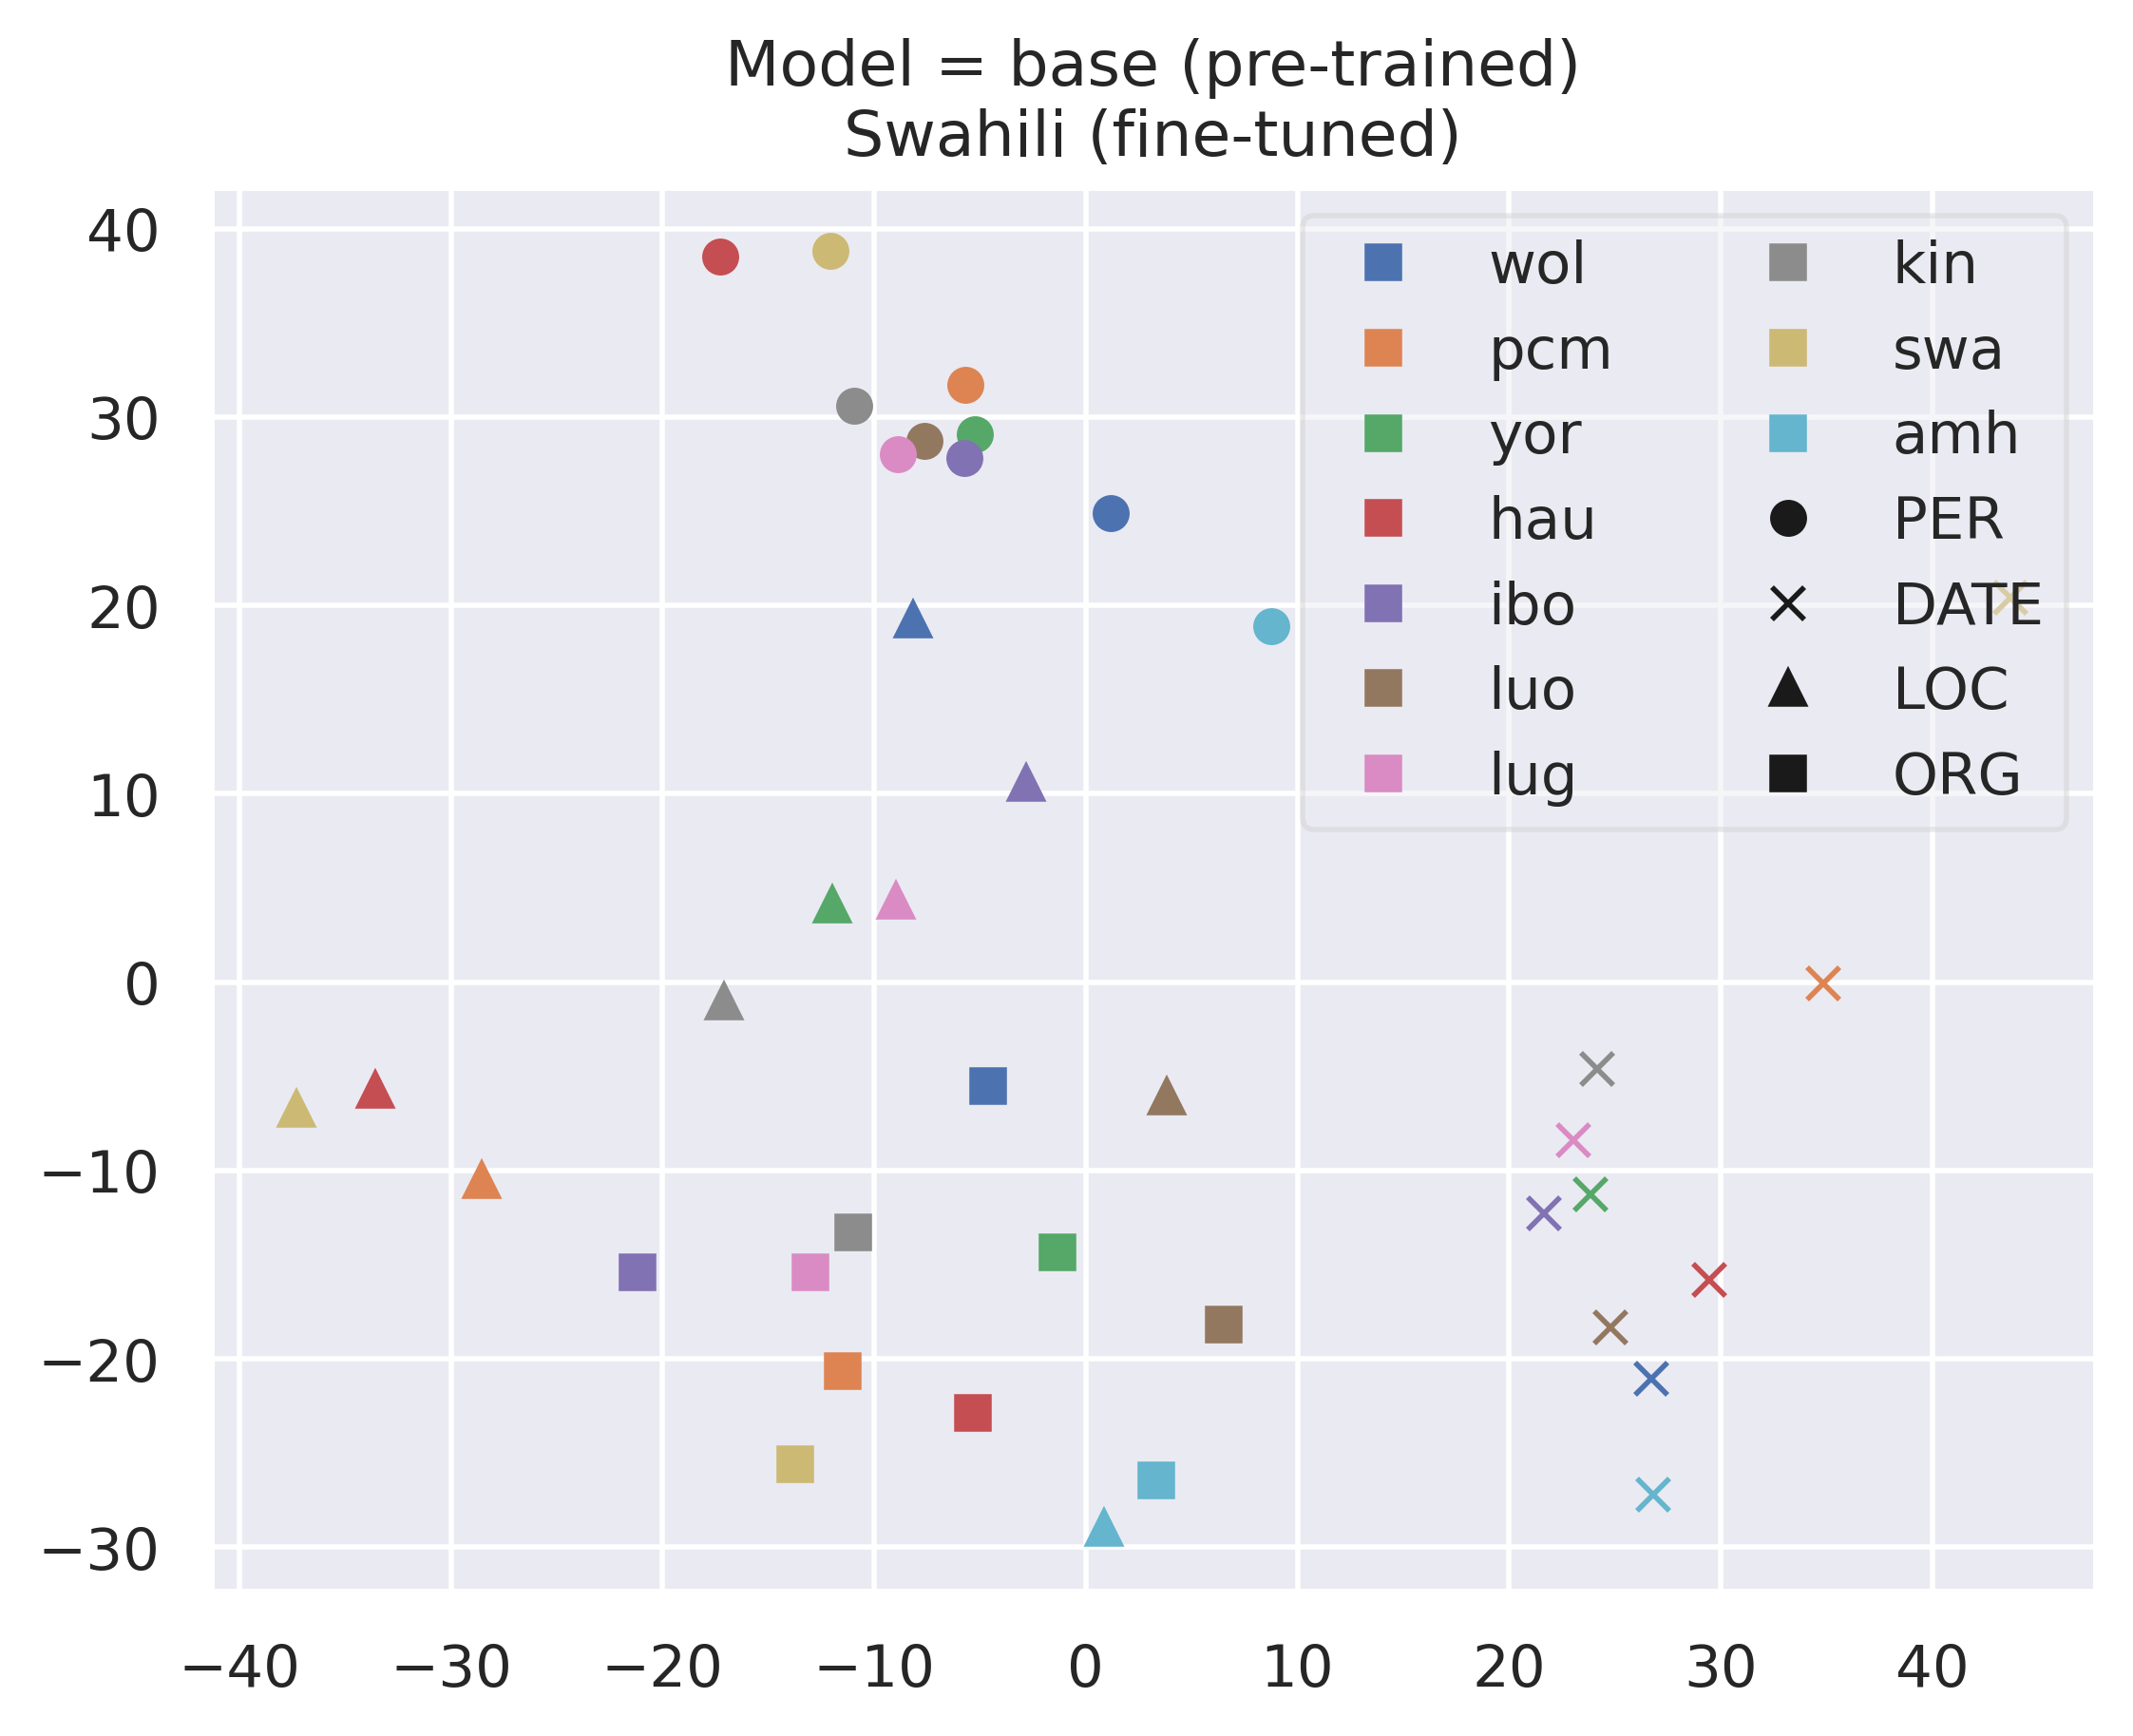 Model = base (pre-trained)
Swahili (fine-tuned)
40
30
20
10
0
−10
−20
−30
wol
pcm
yor
hau
ibo
luo
lug
kin
swa
amh
PER
DATE
LOC
ORG
−40 −30 −20 −10 0 10 20 30 40